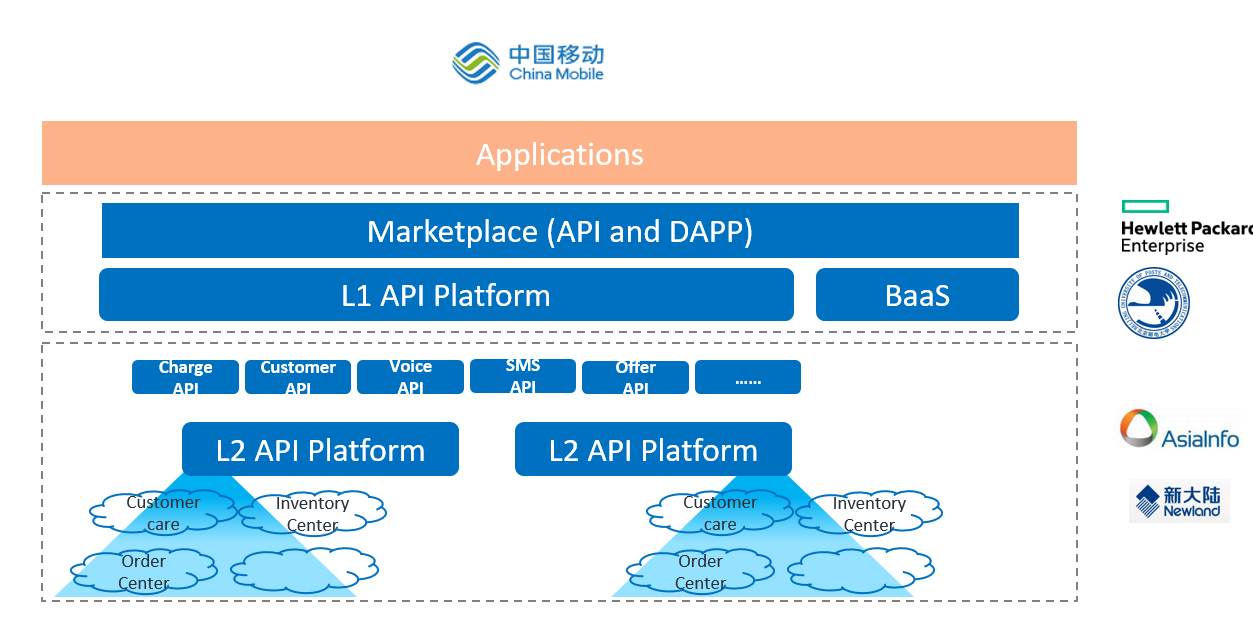 中国移动
China Mobile
Applications
Marketplace (API and DAPP)
L1 API Platform
BaaS
Hewlett Packard
Enterprise
Charge
API
Customer
API
Voice
API
SMS
API
Offer
API
......
L2 API Platform
L2 API Platform
AsiaInfo
新大陆
Newland
Customer
care
Inventory
Center
Order
Center
Customer
care
Inventory
Center
Order
Center